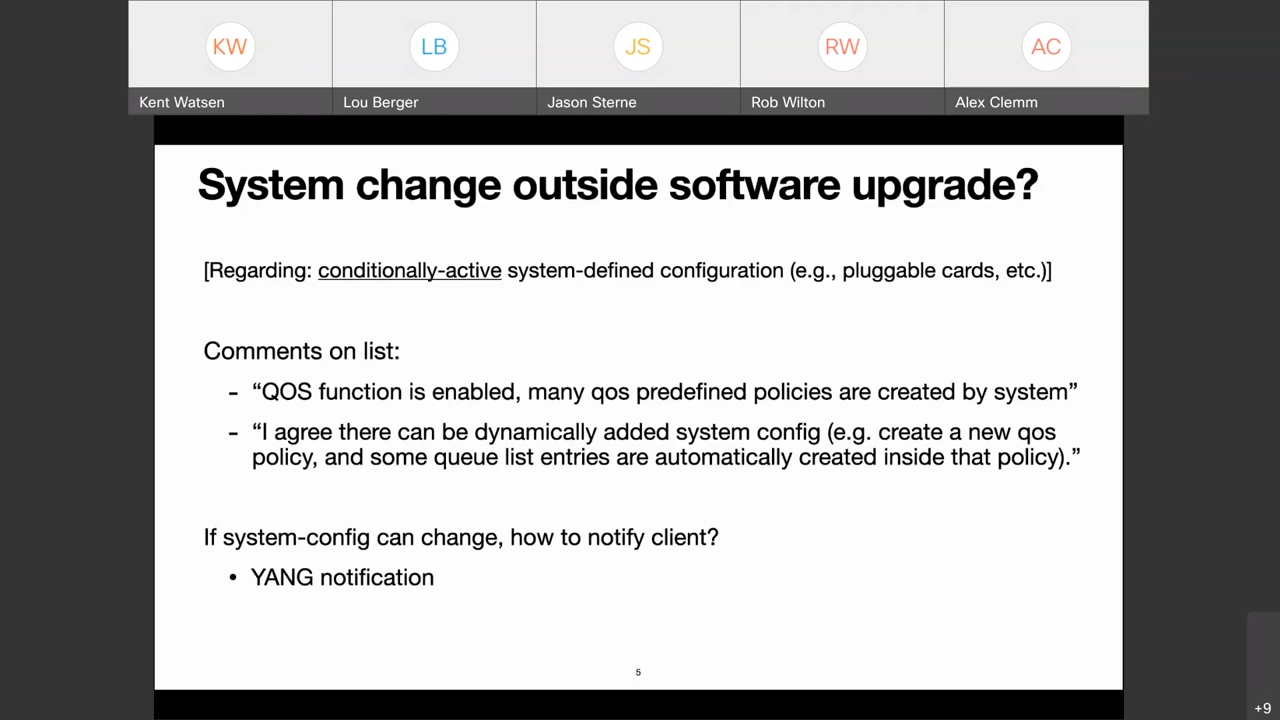 KW
LB
JS
RW
AC
Kent Watsen
Lou Berger
Jason Sterne
Rob Wilton
Alex Clemm
System change outside software upgrade?
[Regarding: conditionally-active system-defined configuration (e.g., pluggable cards, etc.)]
Comments on list:
- “QOS function is enabled, many qos predefined policies are created by system”
- “I agree there can be dynamically added system config (e.g. create a new qos
policy, and some queue list entries are automatically created inside that policy).”
If system-config can change, how to notify client?
• YANG notification
5
+9